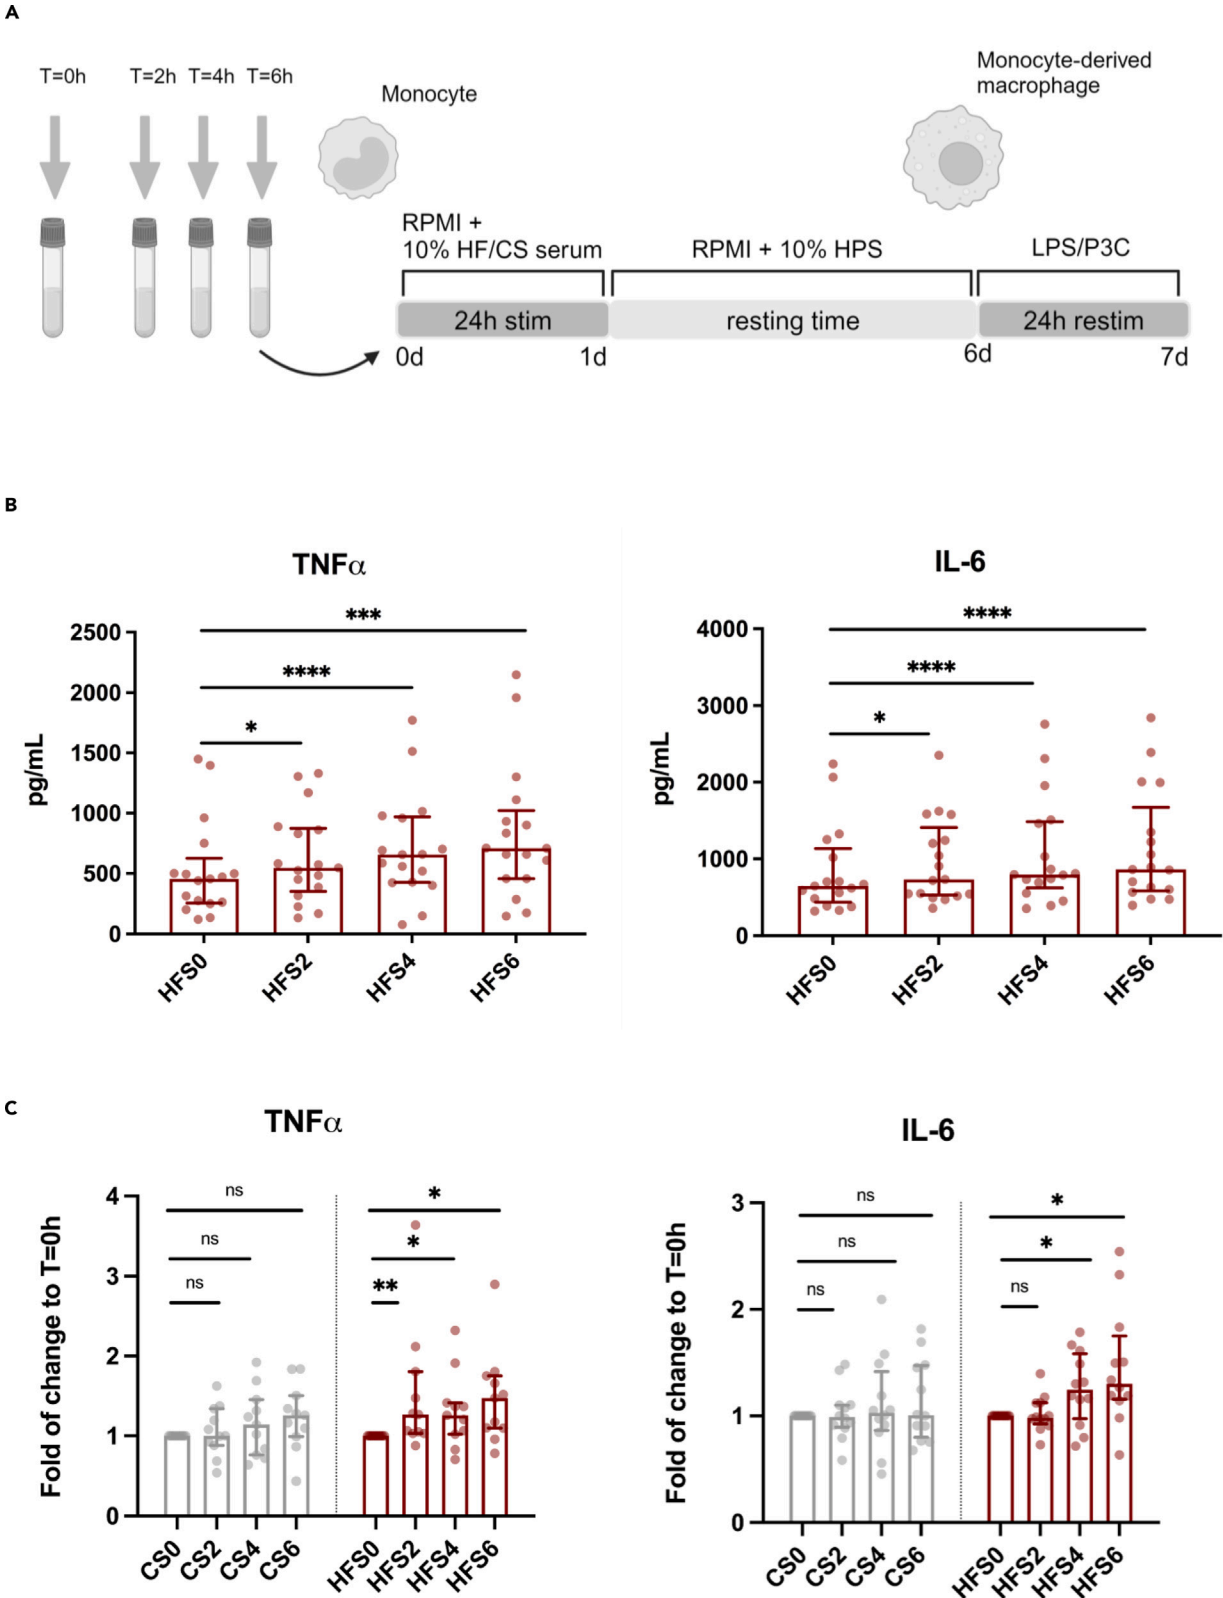 A
T=0h T=2h T=4h T=6h
Monocyte
Monocyte-derived
macrophage
RPMI +
10% HF/CS serum
RPMI + 10% HPS
LPS/P3C
24h stim
resting time
24h restim
0d
1d
6d
7d
B
TNFα
***
****
*
2500
2000
1500
1000
500
0
pg/mL
HFS0
HFS2
HFS4
HFS6
IL-6
****
****
*
4000
3000
2000
1000
0
pg/mL
HFS0
HFS2
HFS4
HFS6
C
TNFα
ns
ns
ns
*
*
**
4
3
2
1
0
Fold of change to T=0h
CS0
CS2
CS4
CS6
HFS0
HFS2
HFS4
HFS6
IL-6
ns
ns
ns
*
*
ns
3
2
1
0
Fold of change to T=0h
CS0
CS2
CS4
CS6
HFS0
HFS2
HFS4
HFS6